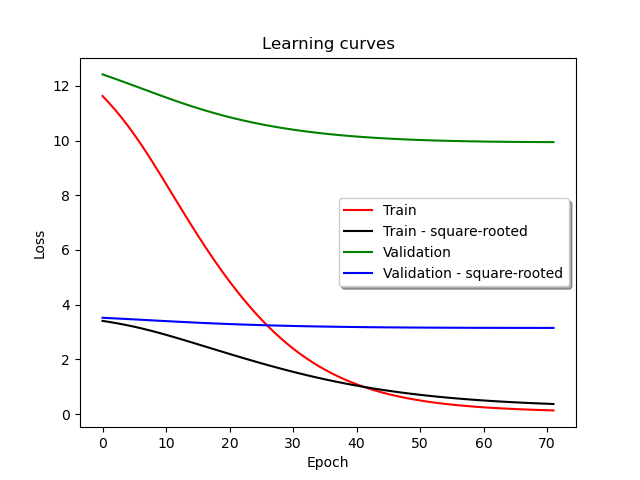 Learning curves
12
10
8
6
4
2
0
Loss
Train
Train - square-rooted
Validation
Validation - square-rooted
0 10 20 30 40 50 60 70
Epoch